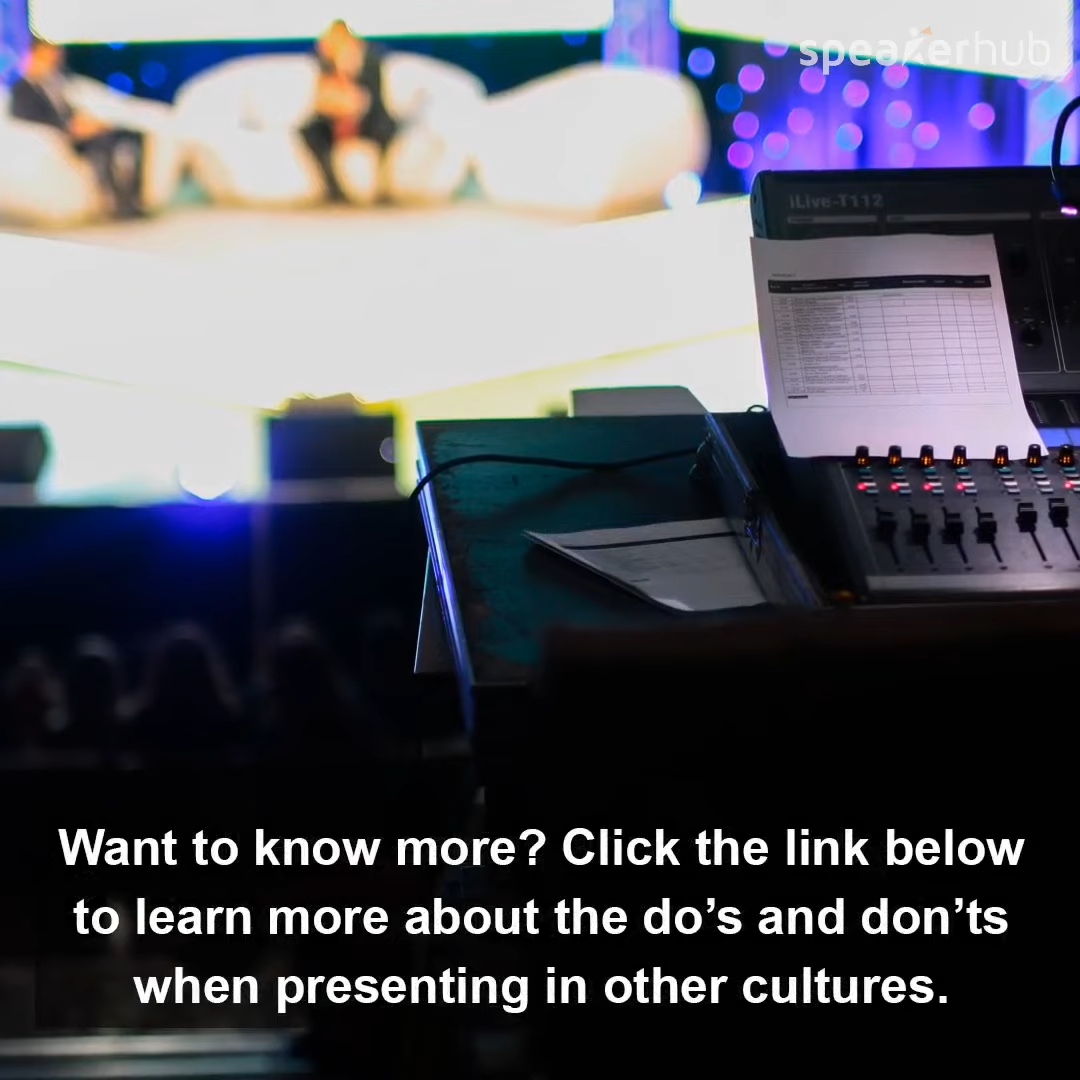 speakerhub
iLive-T112
Want to know more? Click the link below
to learn more about the do’s and don’ts
when presenting in other cultures.